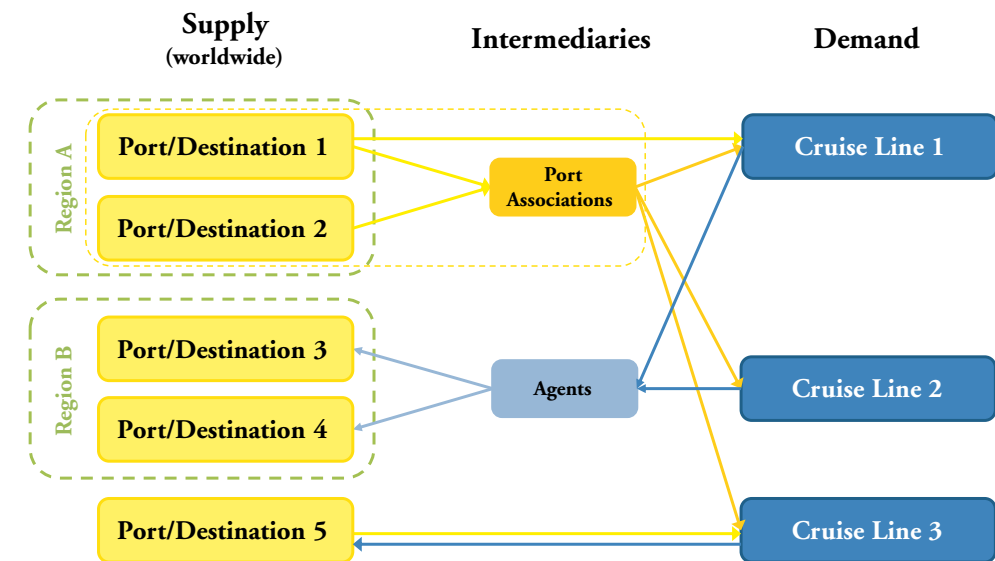 Supply
(worldwide)
Intermediaries
Demand
Region A
Port/Destination 1
Port/Destination 2
Port
Associations
Cruise Line 1
Region B
Port/Destination 3
Port/Destination 4
Agents
Cruise Line 2
Port/Destination 5
Cruise Line 3